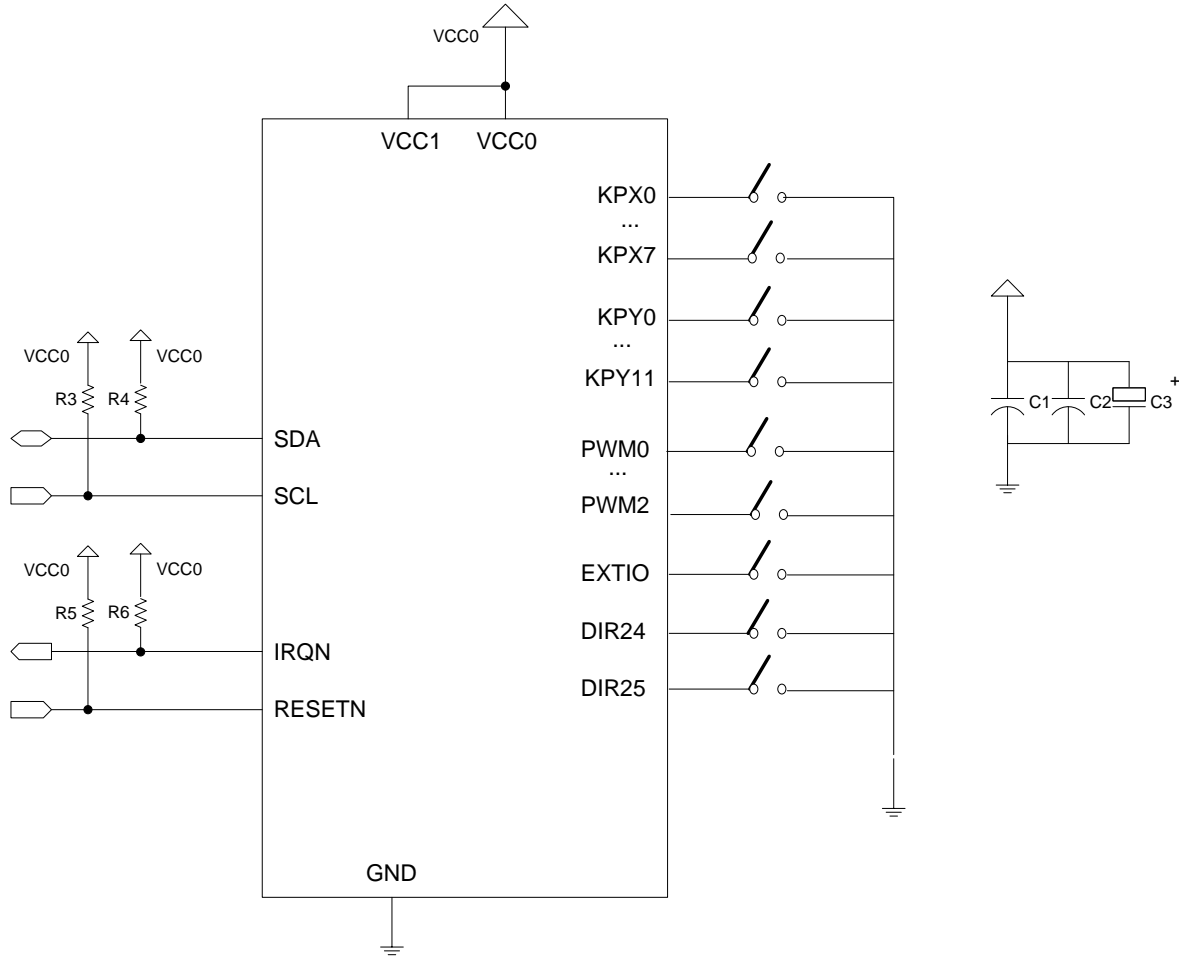 VCC0
VCC1 VCC0
KPX0
...
KPX7
KPY0
...
KPY11
PWM0
...
PWM2
EXTIO
DIR24
DIR25
VCC0 VCC0
R3 R4
SDA
SCL
VCC0 VCC0
R5 R6
IRQN
RESETN
GND
+
C1 C2 C3